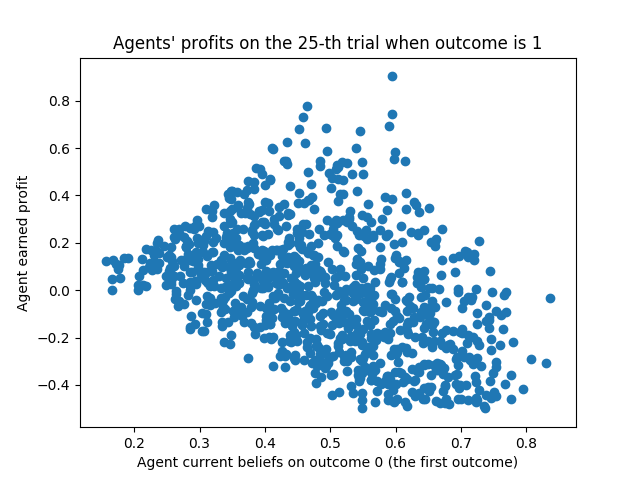 Agents' profits on the 25-th trial when outcome is 1
Agent earned profit
0.8
0.6
0.4
0.2
0.0
−0.2
−0.4
0.2 0.3 0.4 0.5 0.6 0.7 0.8
Agent current beliefs on outcome 0 (the first outcome)